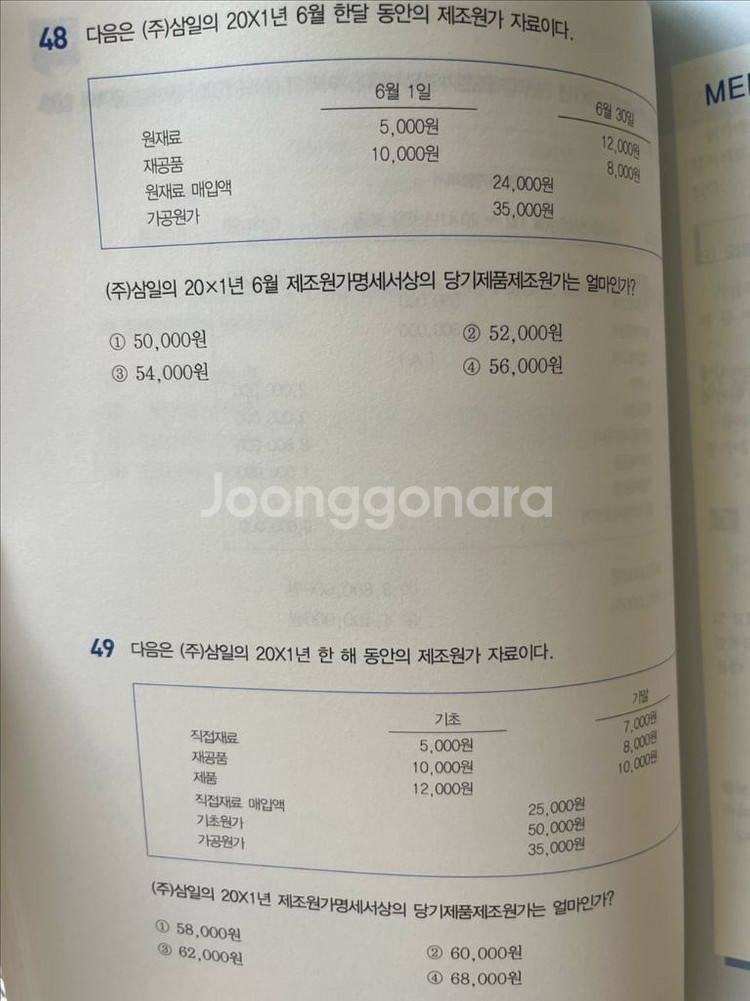 48 다음은 (주)삼일의 20X1년 6월 한달 동안의 제조원가 자료이다.
6월 1일 6월 30일
원재료 5,000원 12,000원
재공품 10,000원 8,000원
원재료 매입액 24,000원
가공원가 35,000원
(주)삼일의 20×1년 6월 제조원가명세서상의 당기제품제조원가는 얼마인가?
① 50,000원 ② 52,000원
③ 54,000원 ④ 56,000원
Joonggonara
49 다음은 (주)삼일의 20X1년 한 해 동안의 제조원가 자료이다.
기초 기말
직접재료 5,000원 7,000원
재공품 10,000원 8,000원
제품 12,000원 10,000원
직접재료 매입액 25,000원
기초원가 50,000원
가공원가 35,000원
(주)삼일의 20X1년 제조원가명세서상의 당기제품제조원가는 얼마인가?
① 58,000원 ② 60,000원
③ 62,000원 ④ 68,000원